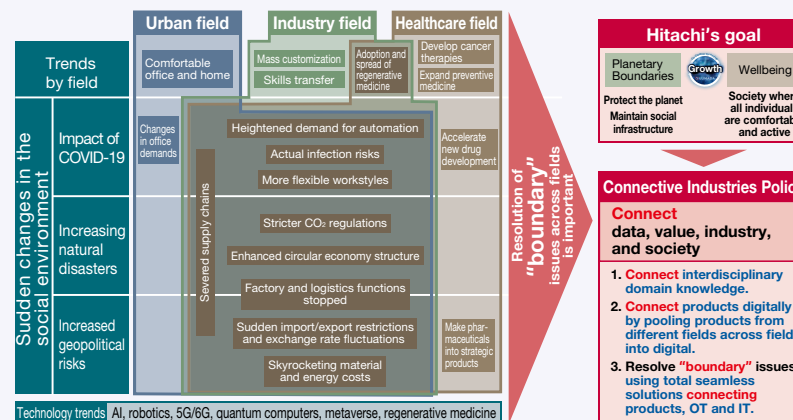 Urban field
Industry field
Healthcare field
Trends
by field
Comfortable
office and home
Mass customization
Skills transfer
Adoption and
spread of
regenerative
medicine
Develop cancer
therapies
Expand preventive
medicine
Sudden changes in the
social environment
Impact of
COVID-19
Changes
in office
demands
Heightened demand for automation
Actual infection risks
More flexible workstyles
Accelerate
new drug
development
Severed supply chains
Increasing
natural
disasters
Stricter CO₂ regulations
Enhanced circular economy structure
Factory and logistics functions
stopped
Increased
geopolitical
risks
Sudden import/export restrictions
and exchange rate fluctuations
Skyrocketing material
and energy costs
Make phar-
maceuticals
into strategic
products
Technology trends
AI, robotics, 5G/6G, quantum computers, metaverse, regenerative medicine
Resolution of
"boundary"
issues across fields
is important
Hitachi's goal
Planetary
Boundaries
Growth
Wellbeing
Protect the planet
Maintain social
infrastructure
Society wher
all individual
are comfortab
and active
Connective Industries Polic
Connect
data, value, industry,
and society
1. Connect interdisciplinary
domain knowledge.
2. Connect products digitally
by pooling products from
different fields across field
into digital.
3. Resolve "boundary" issues
using total seamless
solutions connecting
products, OT and IT.